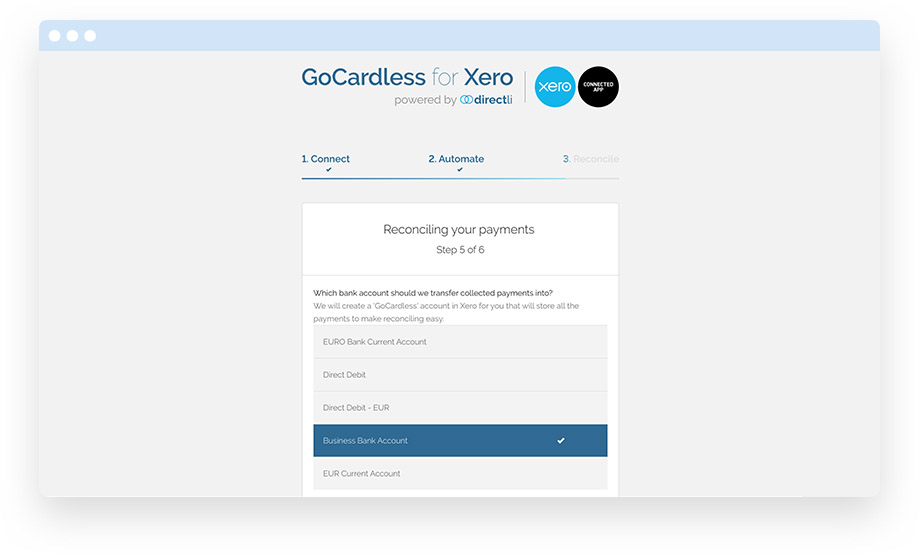 GoCardless for Xero
powered by directli
xero
CONNECTED
APP
1. Connect
2. Automate
3. Reconcile
Reconciling your payments
Step 5 of 6
Which bank account should we transfer collected payments into?
We will create a 'GoCardless' account in Xero for you that will store all the
payments to make reconciling easy.
EURO Bank Current Account
Direct Debit
Direct Debit - EUR
Business Bank Account
EUR Current Account